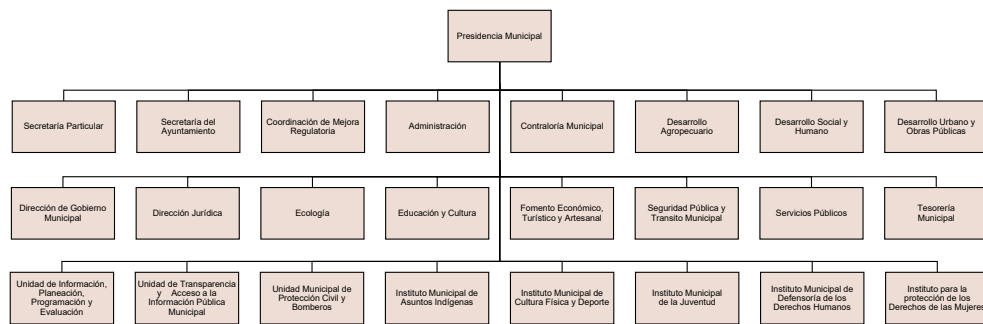 Presidencia Municipal
Secretaría Particular
Secretaría del
Ayuntamiento
Coordinación de Mejora
Regulatoria
Administración
Contraloría Municipal
Desarrollo
Agropecuario
Desarrollo Social y
Humano
Desarrollo Urbano y
Obras Públicas
Dirección de Gobierno
Municipal
Dirección Jurídica
Ecología
Educación y Cultura
Fomento Económico,
Turístico y Artesanal
Seguridad Pública y
Transito Municipal
Servicios Públicos
Tesorería
Municipal
Unidad de Información,
Planeación,
Programación y
Evaluación
Unidad de Transparencia
y Acceso a la
Información Pública
Municipal
Unidad Municipal de
Protección Civil y
Bomberos
Instituto Municipal de
Asuntos Indígenas
Instituto Municipal de
Cultura Física y Deporte
Instituto Municipal
de la Juventud
Instituto Municipal de
Defensoría de los
Derechos Humanos
Instituto para la
protección de los
Derechos de las Mujeres